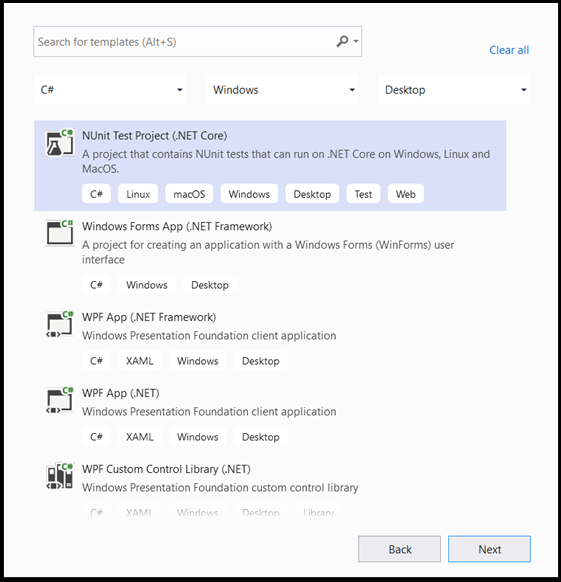 Search for templates (Alt+S)
Clear all
C# Windows Desktop
C#
NUnit Test Project (.NET Core)
A project that contains NUnit tests that can run on .NET Core on Windows, Linux and
MacOS.
C# Linux macOS Windows Desktop Test Web
C#
Windows Forms App (.NET Framework)
A project for creating an application with a Windows Forms (WinForms) user
interface
C# Windows Desktop
C#
WPF App (.NET Framework)
Windows Presentation Foundation client application
C# XAML Windows Desktop
C#
WPF App (.NET)
Windows Presentation Foundation client application
C# XAML Windows Desktop
C#
WPF Custom Control Library (.NET)
Windows Presentation Foundation custom control library
C# XAML Windows Desktop Library
Back Next